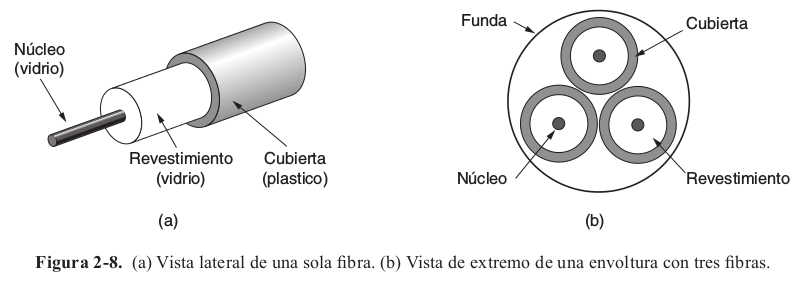 Núcleo
(vidrio)
Revestimiento
(vidrio)
Cubierta
(plastico)
(a)
Funda
Cubierta
Núcleo
Revestimiento
(b)
Figura 2-8. (a) Vista lateral de una sola fibra. (b) Vista de extremo de una envoltura con tres fibras.